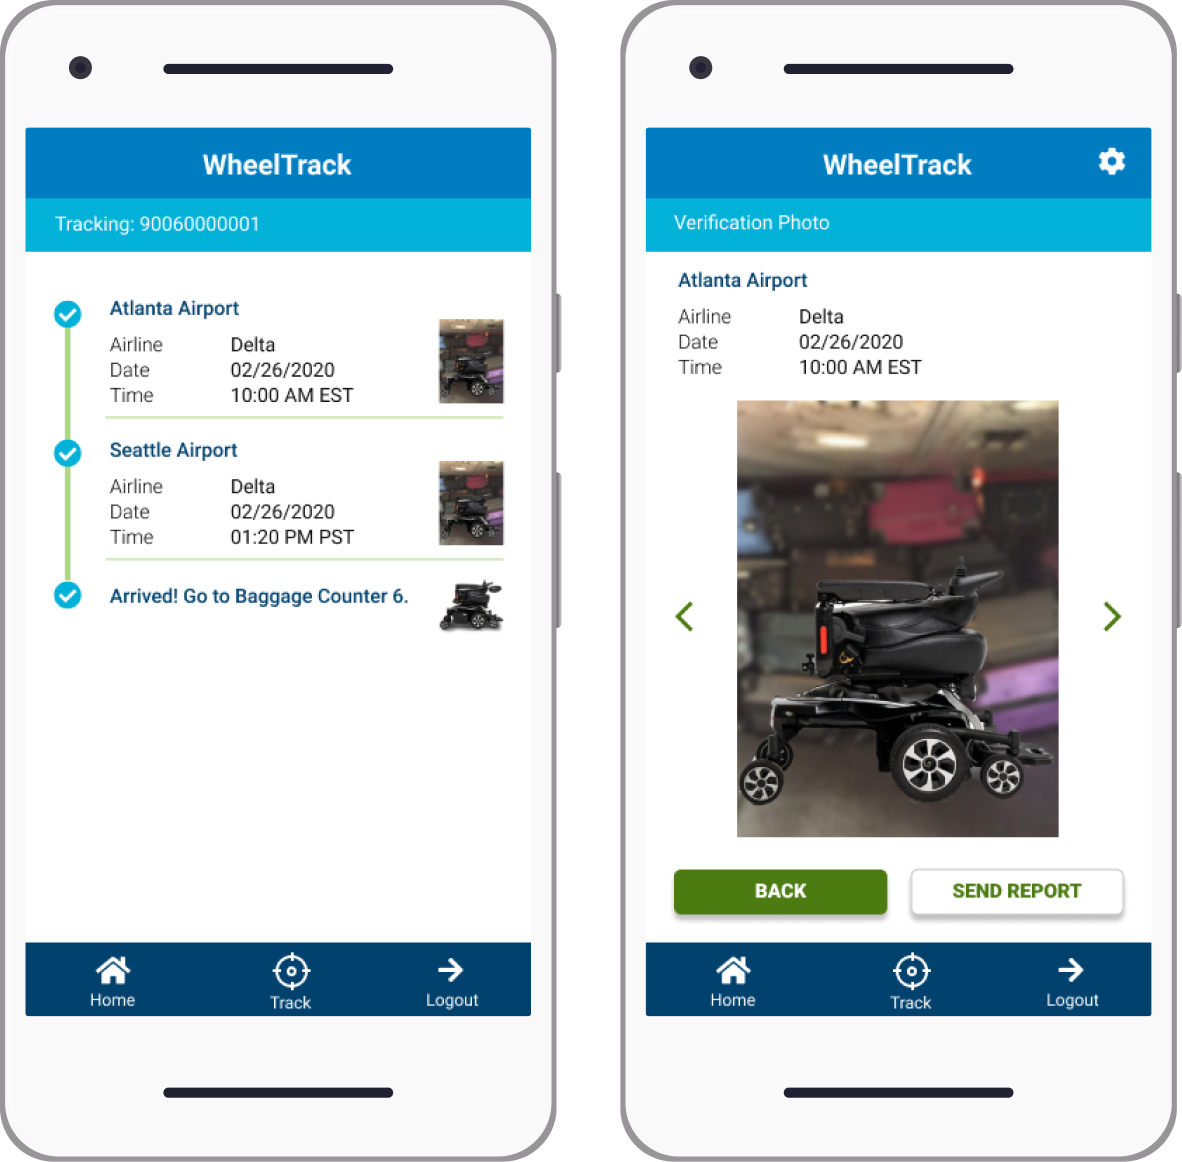 WheelTrack
Tracking: 90060000001
Atlanta Airport
Airline Delta
Date 02/26/2020
Time 10:00 AM EST
Seattle Airport
Airline Delta
Date 02/26/2020
Time 01:20 PM PST
Arrived! Go to Baggage Counter 6.
Home Track Logout
WheelTrack
Verification Photo
Atlanta Airport
Airline Delta
Date 02/26/2020
Time 10:00 AM EST
BACK SEND REPORT
Home Track Logout